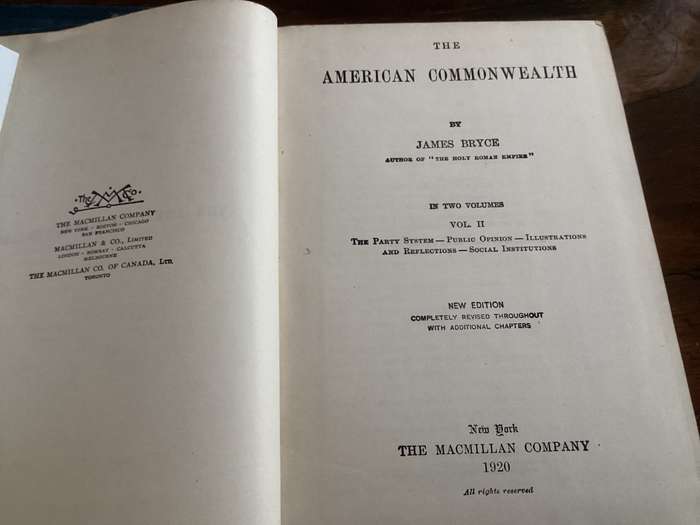 The M Co.
THE MACMILLAN COMPANY
NEW YORK · BOSTON · CHICAGO
SAN FRANCISCO
MACMILLAN & CO., LIMITED
LONDON · BOMBAY · CALCUTTA
MELBOURNE
THE MACMILLAN CO. OF CANADA, LTD.
TORONTO
THE
AMERICAN COMMONWEALTH
BY
JAMES BRYCE
AUTHOR OF "THE HOLY ROMAN EMPIRE"
IN TWO VOLUMES
VOL. II
THE PARTY SYSTEM — PUBLIC OPINION — ILLUSTRATIONS
AND REFLECTIONS — SOCIAL INSTITUTIONS
NEW EDITION
COMPLETELY REVISED THROUGHOUT
WITH ADDITIONAL CHAPTERS
New York
THE MACMILLAN COMPANY
1920
All rights reserved